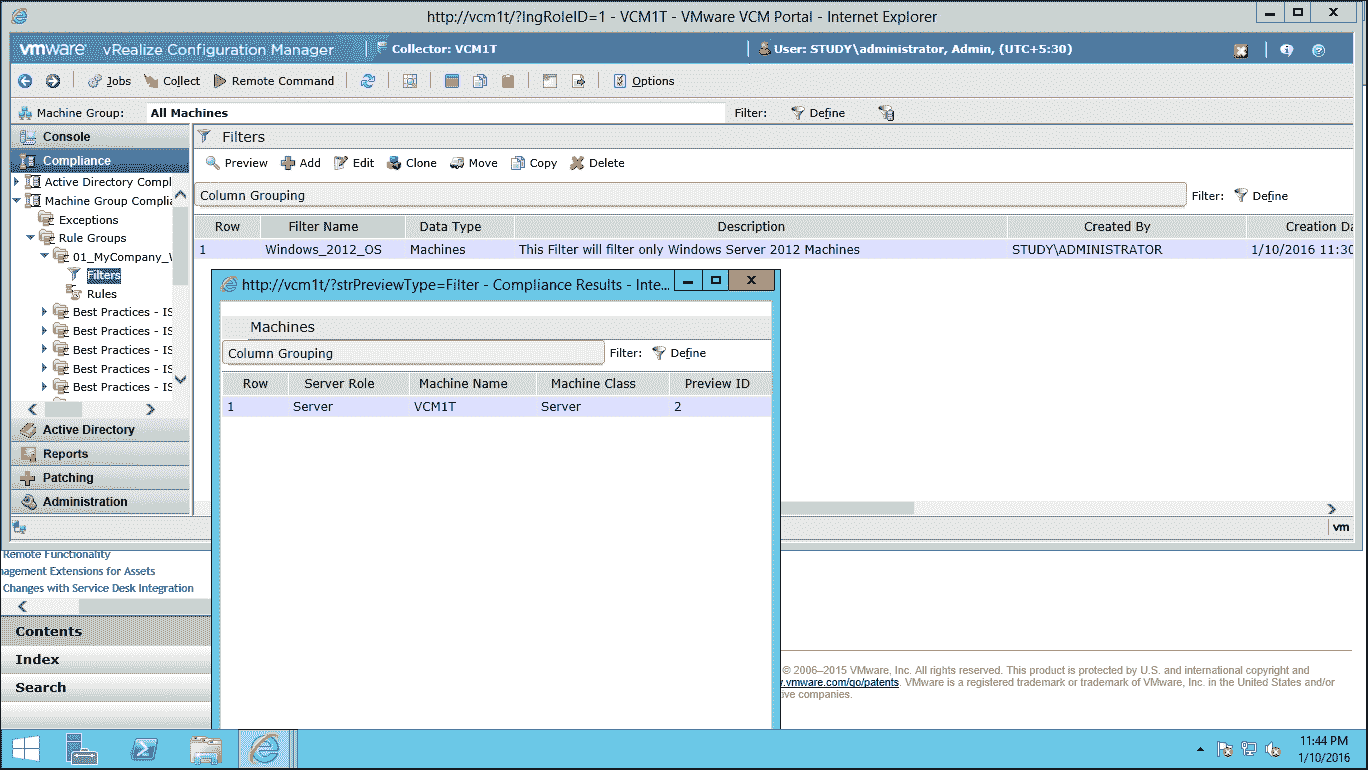 http://vcm1t/?lngRoleID=1 - VCM1T - VMware VCM Portal - Internet Explorer
vmware vRealize Configuration Manager Collector: VCM1T User: STUDY\administrator, Admin, (UTC+5:30)
Jobs Collect Remote Command Options
Machine Group: All Machines Filter: Define
Console
Compliance
Active Directory Compl
Machine Group Complia
Exceptions
Rule Groups
01_MyCompany_
Filters
Rules
Best Practices - IS
Best Practices - IS
Best Practices - IS
Best Practices - IS
Best Practices - IS
Active Directory
Reports
Patching
Administration
Filters
Preview Add Edit Clone Move Copy Delete
Column Grouping Filter: Define
Row Filter Name Data Type Description Created By Creation Da
1 Windows_2012_OS Machines This Filter will filter only Windows Server 2012 Machines STUDY\ADMINISTRATOR 1/10/2016 11:30
http://vcm1t/?strPreviewType=Filter - Compliance Results - Inte...
Machines
Column Grouping Filter: Define
Row Server Role Machine Name Machine Class Preview ID
1 Server VCM1T Server 2
vm
Remote Functionality
nagement Extensions for Assets
Changes with Service Desk Integration
Contents
Index
Search
© 2006–2015 VMware, Inc. All rights reserved. This product is protected by U.S. and international copyright and
.vmware.com/go/patents. VMware is a registered trademark or trademark of VMware, Inc. in the United States and/or
tive companies.
11:44 PM
1/10/2016